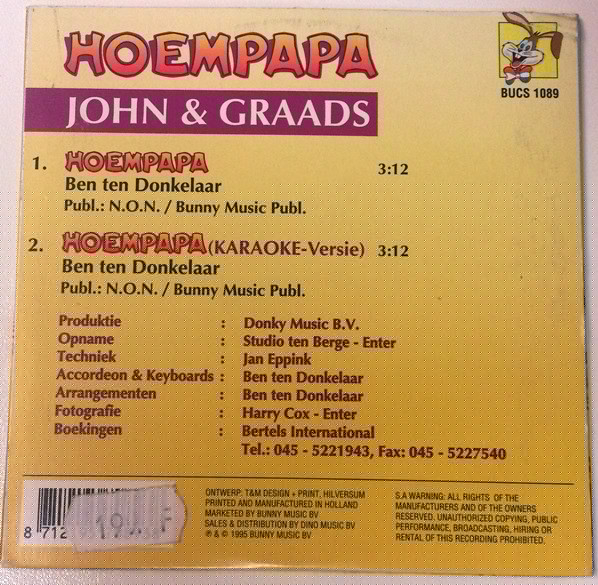 HOEMPAPA
BUCS 1089
JOHN & GRAADS
1. HOEMPAPA 3:12
Ben ten Donkelaar
Publ.: N.O.N. / Bunny Music Publ.
2. HOEMPAPA (KARAOKE-Versie) 3:12
Ben ten Donkelaar
Publ.: N.O.N. / Bunny Music Publ.
Produktie : Donky Music B.V.
Opname : Studio ten Berge - Enter
Techniek : Jan Eppink
Accordeon & Keyboards : Ben ten Donkelaar
Arrangementen : Ben ten Donkelaar
Fotografie : Harry Cox - Enter
Boekingen : Bertels International
Tel.: 045 - 5221943, Fax: 045 - 5227540
8 712
ONTWERP: T&M DESIGN + PRINT, HILVERSUM
PRINTED AND MANUFACTURED IN HOLLAND
MARKETED BY BUNNY MUSIC BV
SALES & DISTRIBUTION BY DINO MUSIC BV
℗ & © 1995 BUNNY MUSIC BV
S.A WARNING: ALL RIGHTS OF THE
MANUFACTURERS AND OF THE OWNERS
RESERVED. UNAUTHORIZED COPYING, PUBLIC
PERFORMANCE, BROADCASTING, HIRING OR
RENTAL OF THIS RECORDING PROHIBITED.